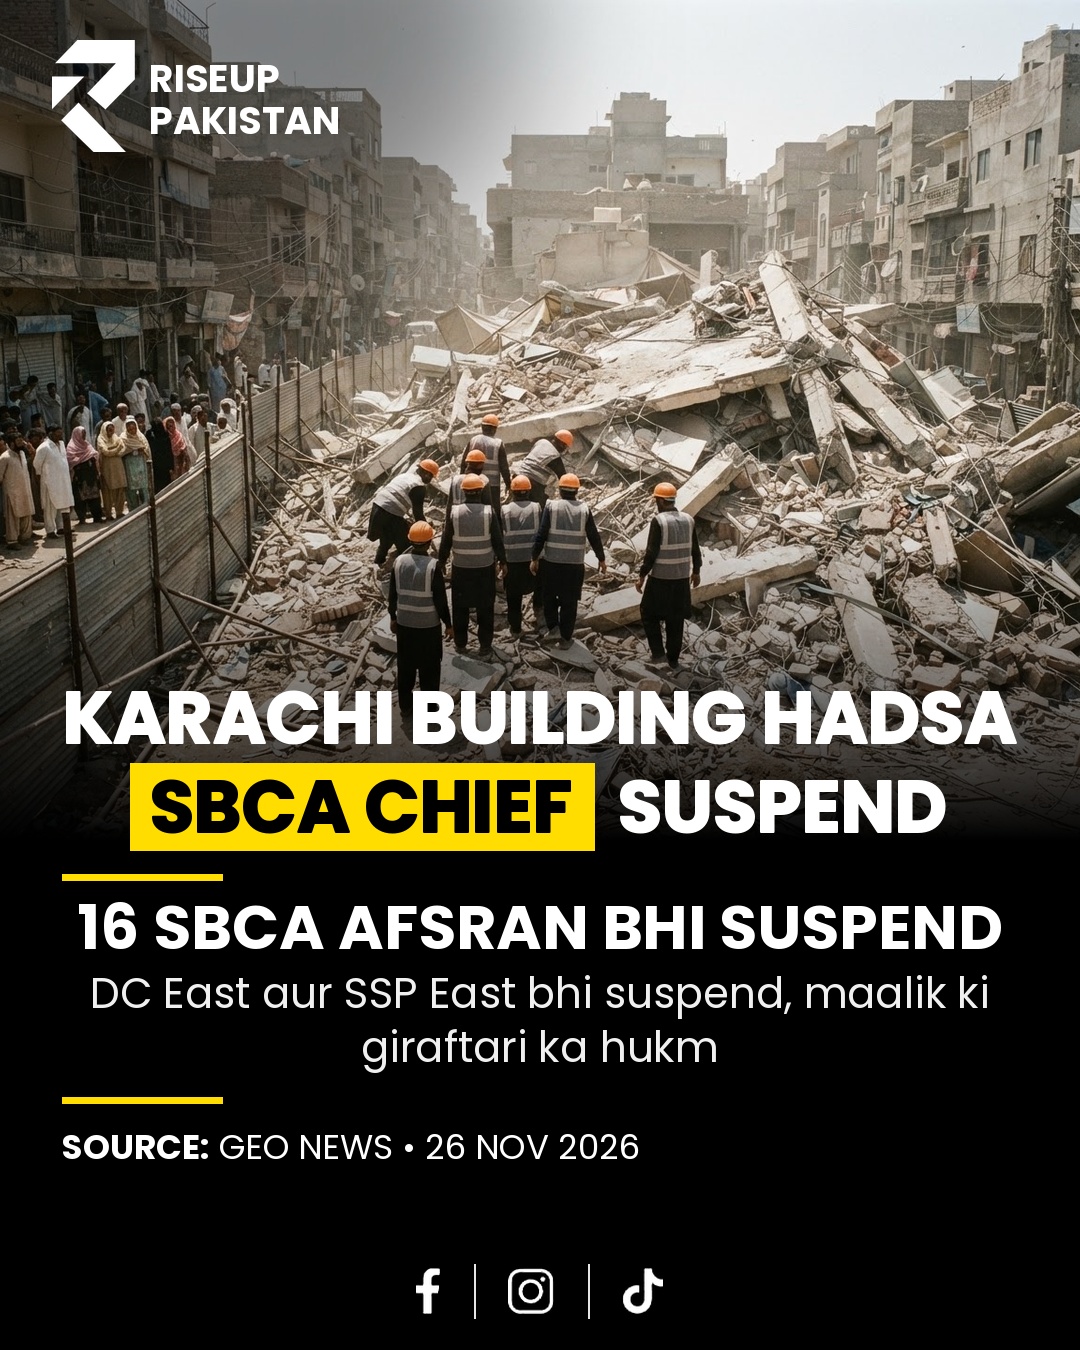 RISEUP
PAKISTAN
KARACHI BUILDING HADSA
SBCA CHIEF SUSPEND
16 SBCA AFSRAN BHI SUSPEND
DC East aur SSP East bhi suspend, maalik ki
giraftari ka hukm
SOURCE: GEO NEWS • 26 NOV 2026